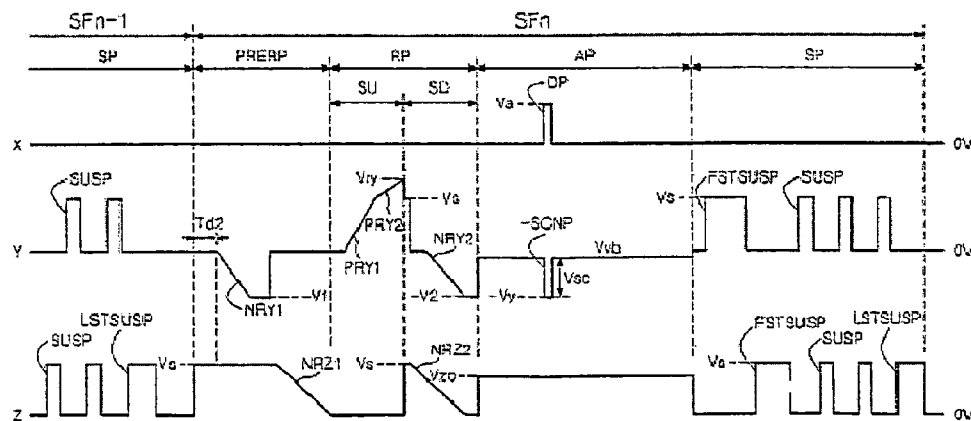 SFn-1 SFn
SP PRERP RP AP SP
SU SD DP
Va
X 0V
SUSP Vry Vs FSTSUSP SUSP
Td2 PRY2 -SCNP Vs
Y NRY2 Vyb 0V
PRY1 Vsc
NRY1 -V1 -V2 -Vy
SUSP LSTSUSP FSTSUSP SUSP LSTSUSP
Vs NRZ1 Vs NRZ2 Vs
Vzb
Z 0V